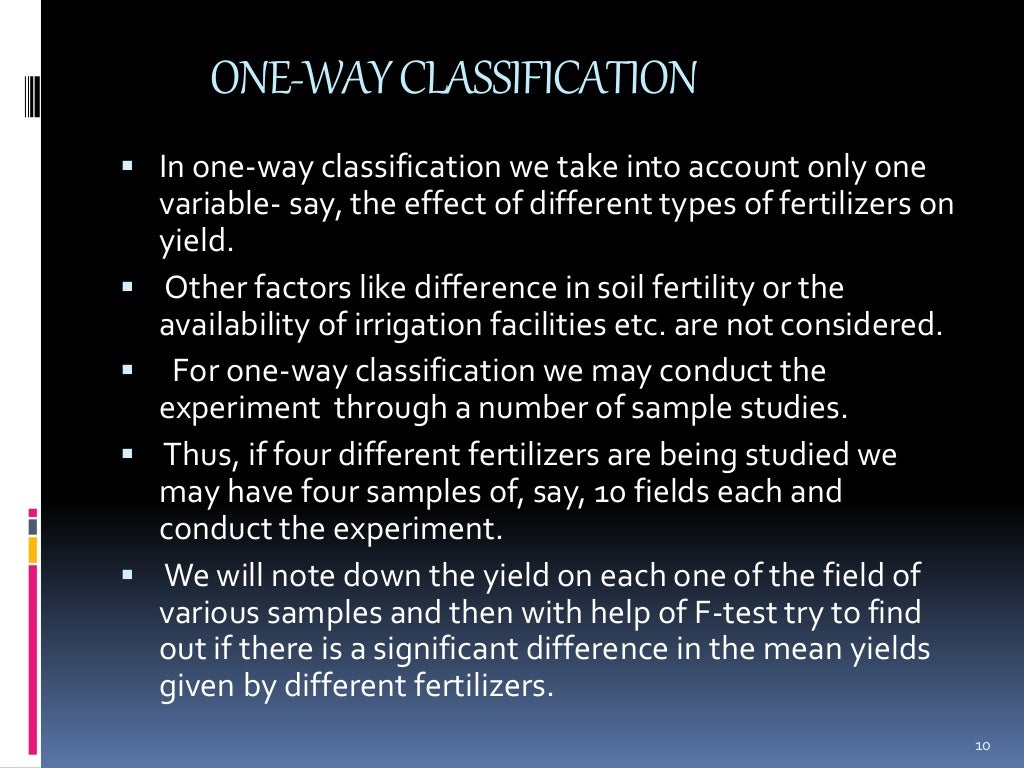 ONE-WAY CLASSIFICATION
▪ In one-way classification we take into account only one
variable- say, the effect of different types of fertilizers on
yield.
▪ Other factors like difference in soil fertility or the
availability of irrigation facilities etc. are not considered.
▪ For one-way classification we may conduct the
experiment through a number of sample studies.
▪ Thus, if four different fertilizers are being studied we
may have four samples of, say, 10 fields each and
conduct the experiment.
▪ We will note down the yield on each one of the field of
various samples and then with help of F-test try to find
out if there is a significant difference in the mean yields
given by different fertilizers.
10